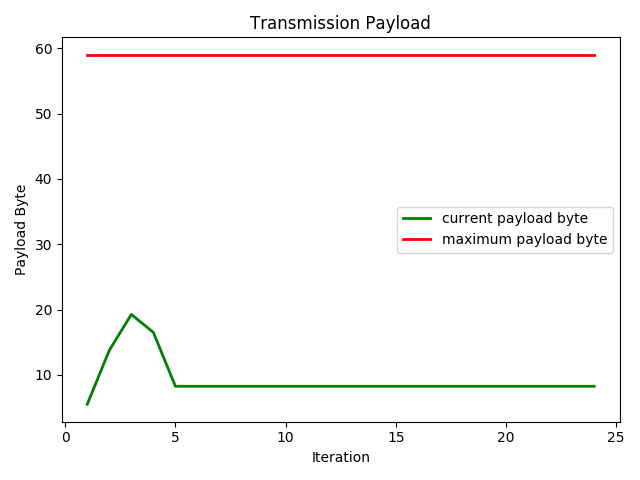 Transmission Payload
60
50
40
30
20
10
Payload Byte
current payload byte
maximum payload byte
0 5 10 15 20 25
Iteration